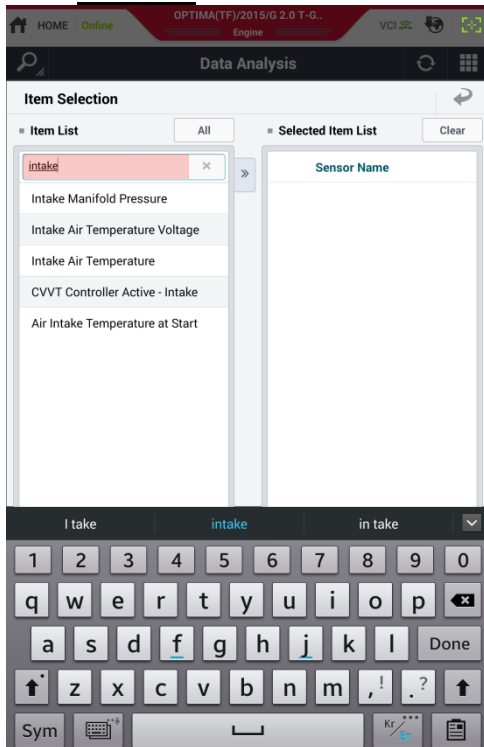 HOME Online
OPTIMA(TF)/2015/G 2.0 T-G..
Engine
VCI
Data Analysis
Item Selection
Item List
All
Selected Item List
Clear
intake
Sensor Name
Intake Manifold Pressure
Intake Air Temperature Voltage
Intake Air Temperature
CVVT Controller Active - Intake
Air Intake Temperature at Start
I take intake in take
1 2 3 4 5 6 7 8 9 0
q w e r t y u i o p
a s d f g h j k l Done
z x c v b n m , ! . ?
Sym Kr/En